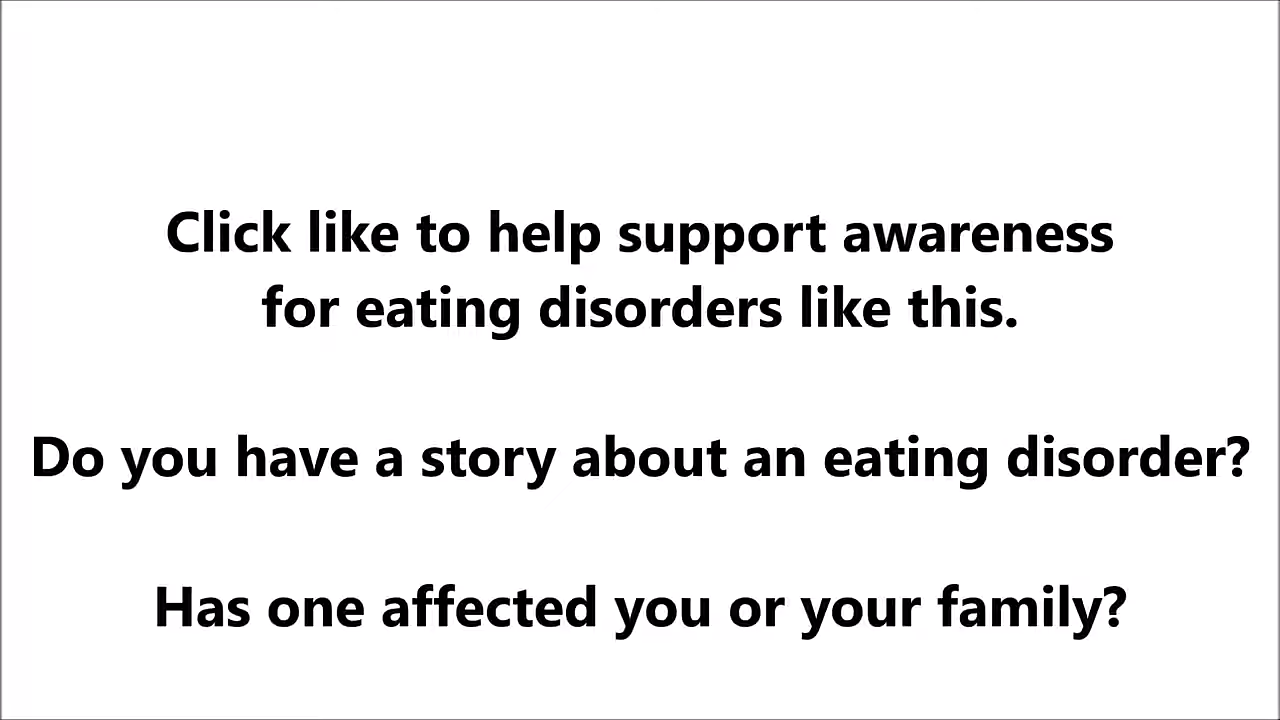 Click like to help support awareness
for eating disorders like this.
Do you have a story about an eating disorder?
Has one affected you or your family?